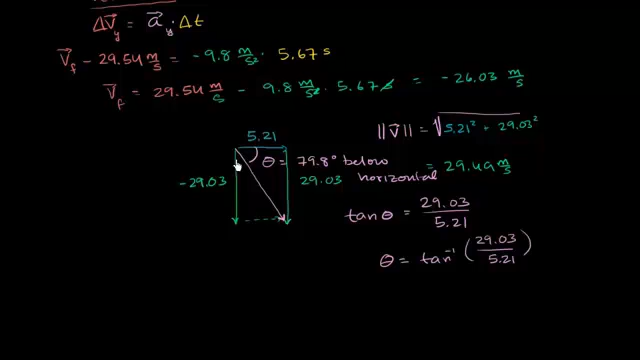 ΔV⃗y = a⃗y · Δt
V⃗f − 29.54 m/s = −9.8 m/s² · 5.67 s
V⃗f = 29.54 m/s − 9.8 m/s² · 5.67 s = −26.03 m/s
5.21
||V⃗|| = √5.21² + 29.03²
θ = 79.8° below
horizontal
−29.03
29.03
= 29.49 m/s
tan θ = 29.03/5.21
θ = tan⁻¹ (29.03/5.21)